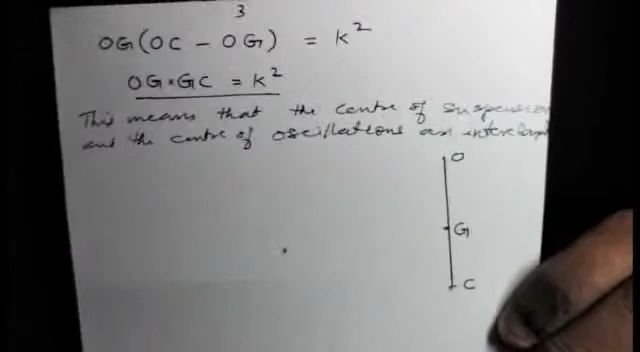 3
OG(OC - OG) = k²
OG × GC = k²
This means that the centre of suspension
and the centre of oscillations are
O
G
C